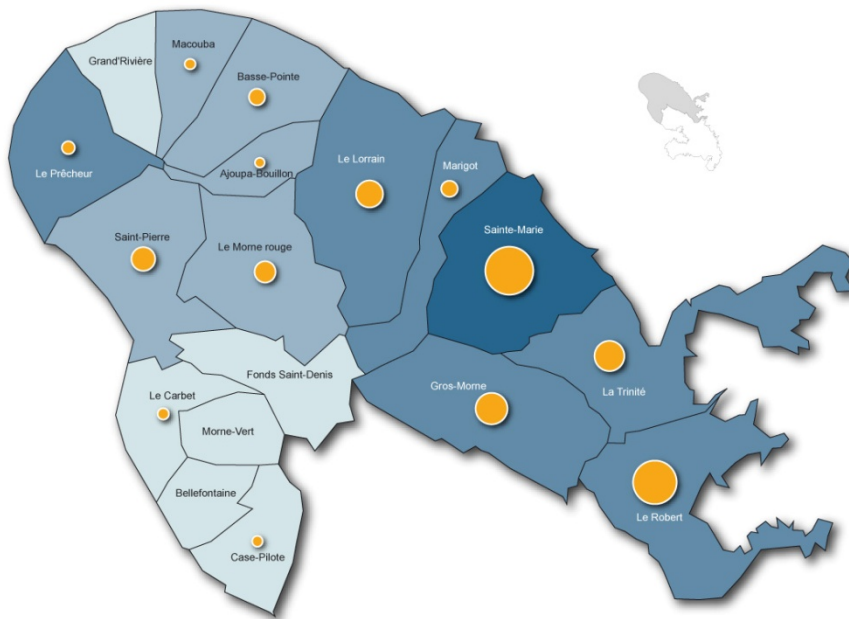 Macouba
Grand'Rivière
Basse-Pointe
Le Lorrain
Marigot
Le Prêcheur
Ajoupa-Bouillon
Sainte-Marie
Saint-Pierre
Le Morne rouge
Fonds Saint-Denis
Gros-Morne
La Trinité
Le Carbet
Morne-Vert
Bellefontaine
Le Robert
Case-Pilote